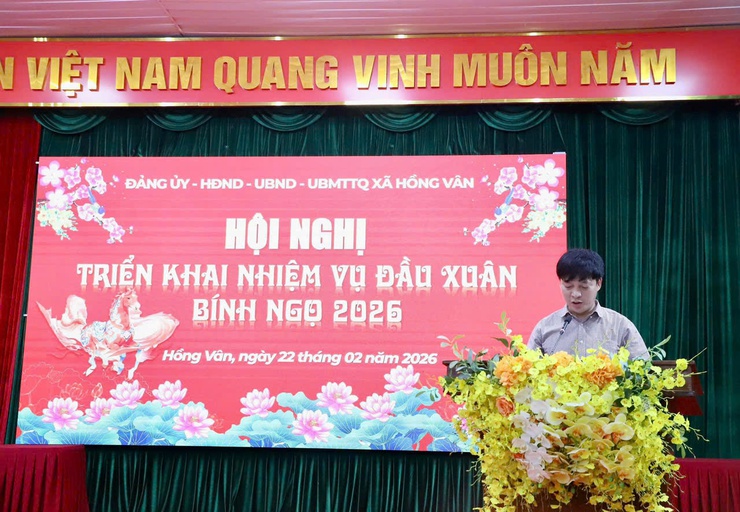 VIỆT NAM QUANG VINH MUÔN NĂM
ĐẢNG ỦY - HĐND - UBND - UBMTTQ XÃ HỒNG VÂN
HỘI NGHỊ
TRIỂN KHAI NHIỆM VỤ ĐẦU XUÂN
BÍNH NGỌ 2026
Hồng Vân, ngày 22 tháng 02 năm 2026